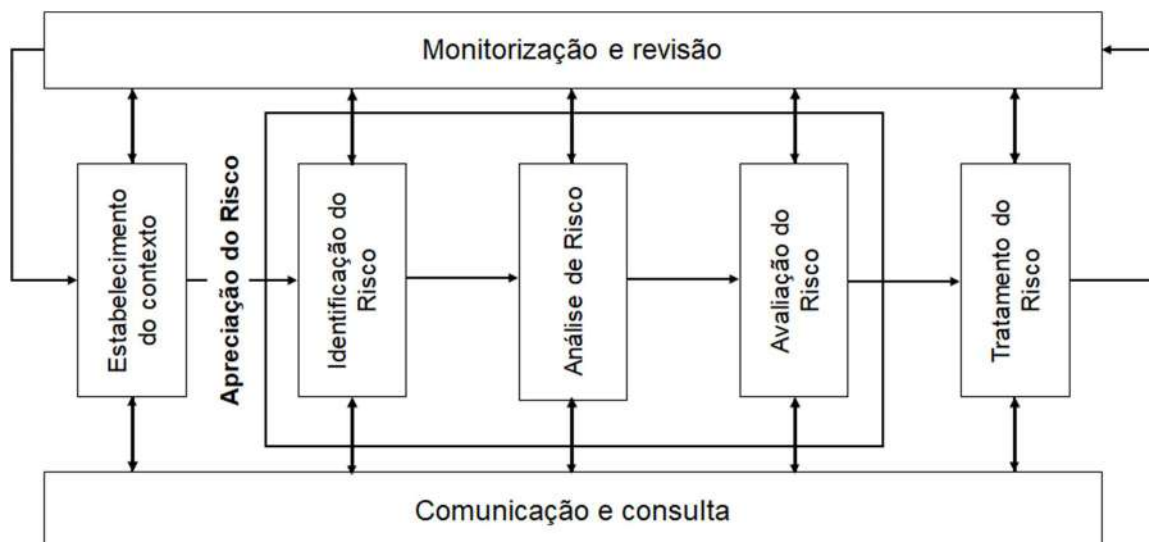 Monitorização e revisão
Estabelecimento
do contexto
Apreciação do Risco
Identificação do
Risco
Análise de Risco
Avaliação do
Risco
Tratamento do
Risco
Comunicação e consulta